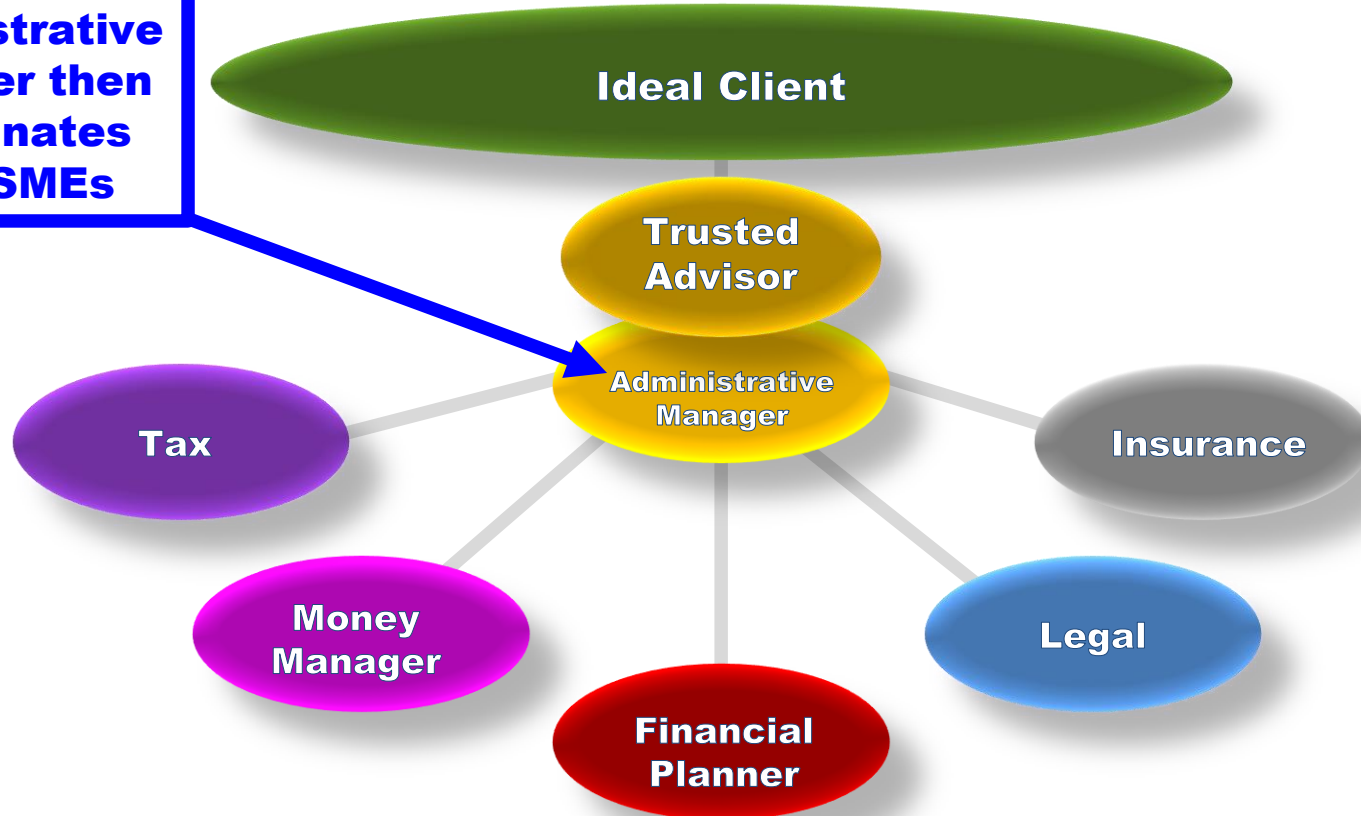 strative
er then
nates
SMEs
Ideal Client
Trusted
Advisor
Administrative
Manager
Tax
Insurance
Money
Manager
Legal
Financial
Planner